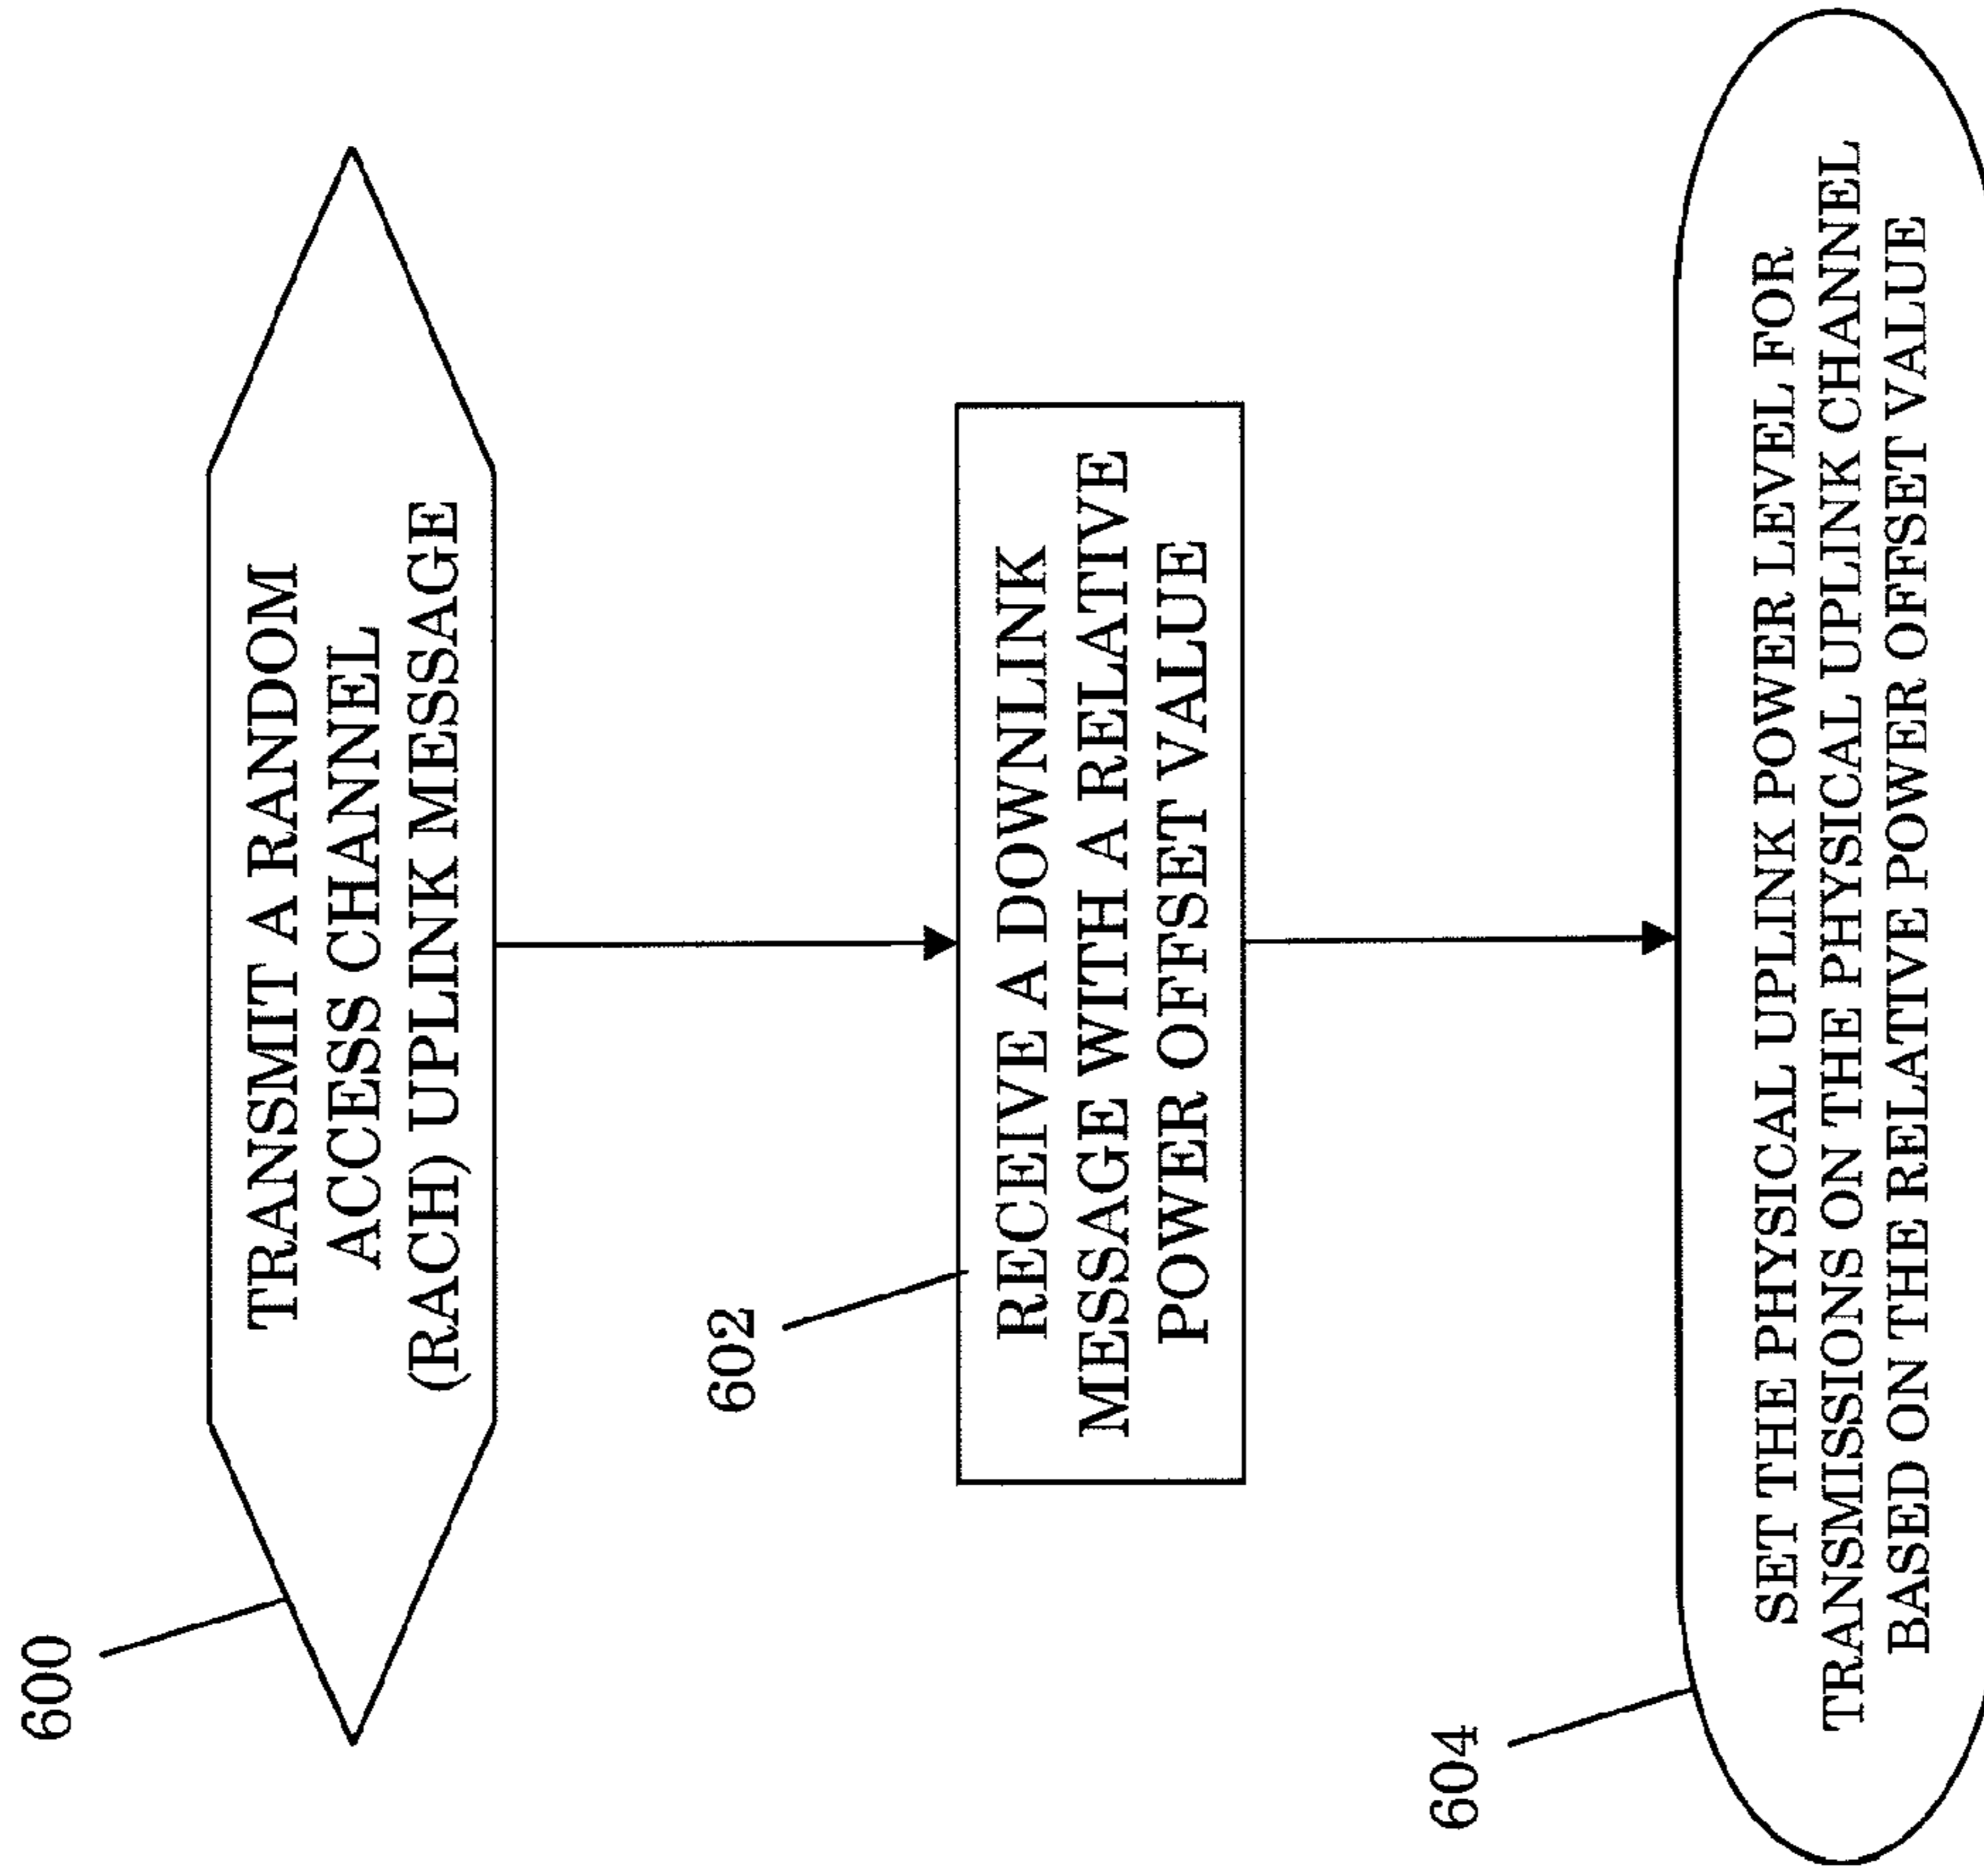 600
TRANSMIT A RANDOM
ACCESS CHANNEL
(RACH) UPLINK MESSAGE
602
RECEIVE A DOWNLINK
MESSAGE WITH A RELATIVE
POWER OFFSET VALUE
604
SET THE PHYSICAL UPLINK POWER LEVEL FOR
TRANSMISSIONS ON THE PHYSICAL UPLINK CHANNEL
BASED ON THE RELATIVE POWER OFFSET VALUE